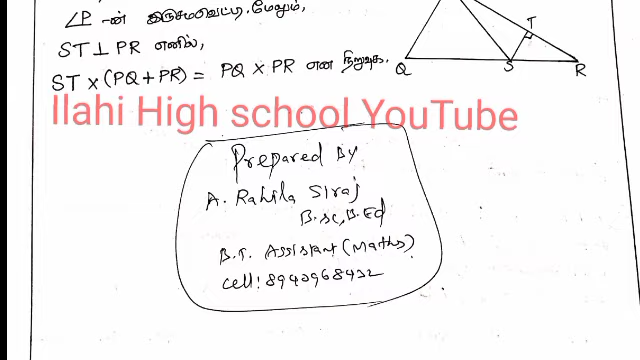 ∠P -ன் இருசமவெட்டி. மேலும்,
ST ⊥ PR எனில்,
ST × (PQ + PR) = PQ × PR என நிறுவுக.
T
Q
S
R
Ilahi High school YouTube
Prepared By
A. Rahila Siraj
B.sc, B.Ed
B.T. Assistant (Maths)
Cell: 8940968432